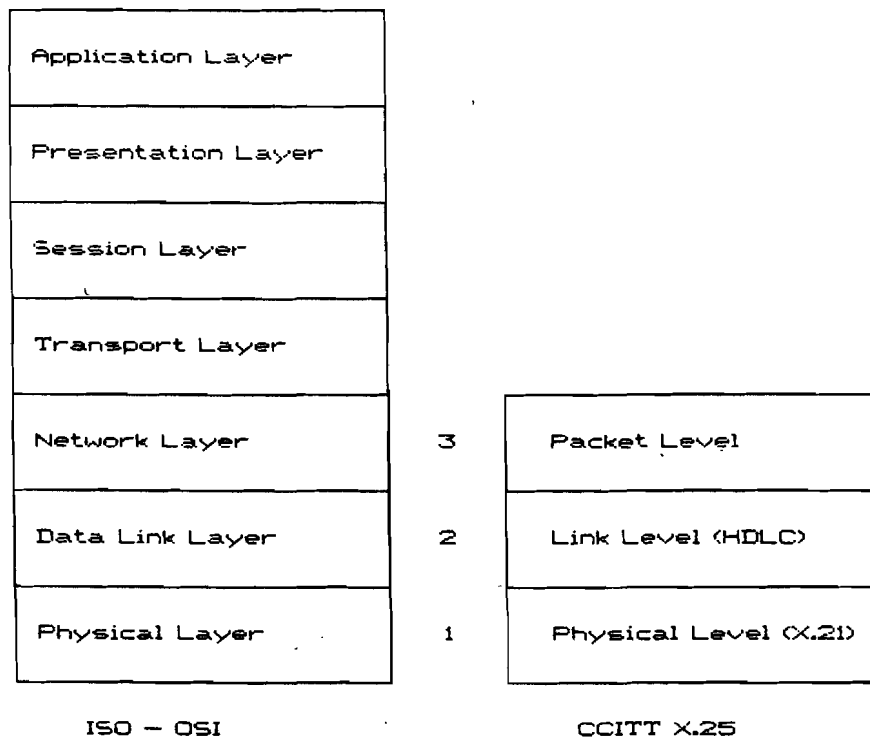 Application Layer
Presentation Layer
Session Layer
Transport Layer
Network Layer 3 Packet Level
Data Link Layer 2 Link Level (HDLC)
Physical Layer 1 Physical Level (X.21)
ISO - OSI CCITT X.25